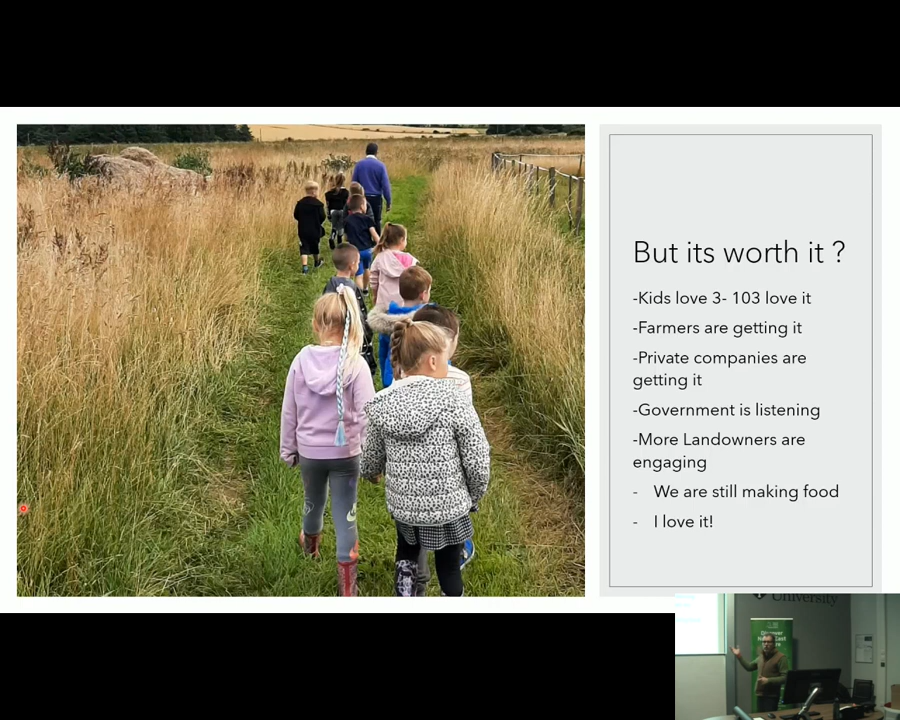 But its worth it ?
-Kids love 3- 103 love it
-Farmers are getting it
-Private companies are
getting it
-Government is listening
-More Landowners are
engaging
- We are still making food
- I love it!
University
Discover